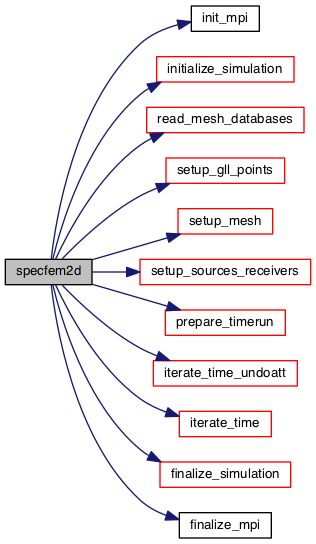 init_mpi
initialize_simulation
read_mesh_databases
setup_gll_points
setup_mesh
specfem2d
setup_sources_receivers
prepare_timerun
iterate_time_undoatt
iterate_time
finalize_simulation
finalize_mpi